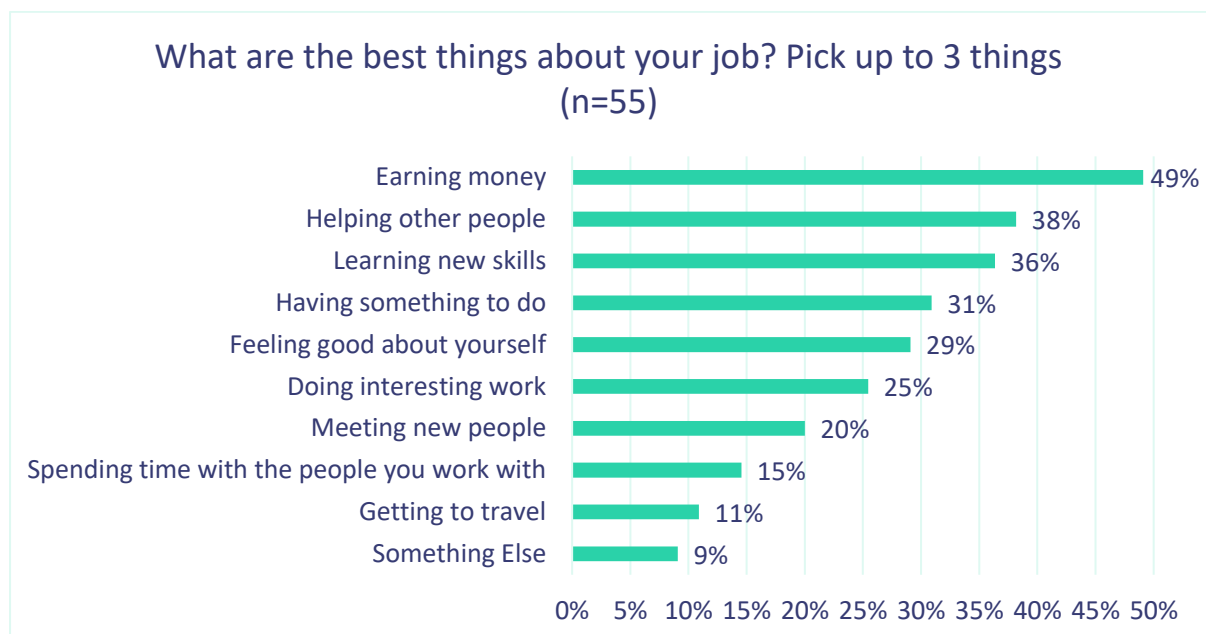 What are the best things about your job? Pick up to 3 things
(n=55)
Earning money 49%
Helping other people 38%
Learning new skills 36%
Having something to do 31%
Feeling good about yourself 29%
Doing interesting work 25%
Meeting new people 20%
Spending time with the people you work with 15%
Getting to travel 11%
Something Else 9%
0% 5% 10% 15% 20% 25% 30% 35% 40% 45% 50%